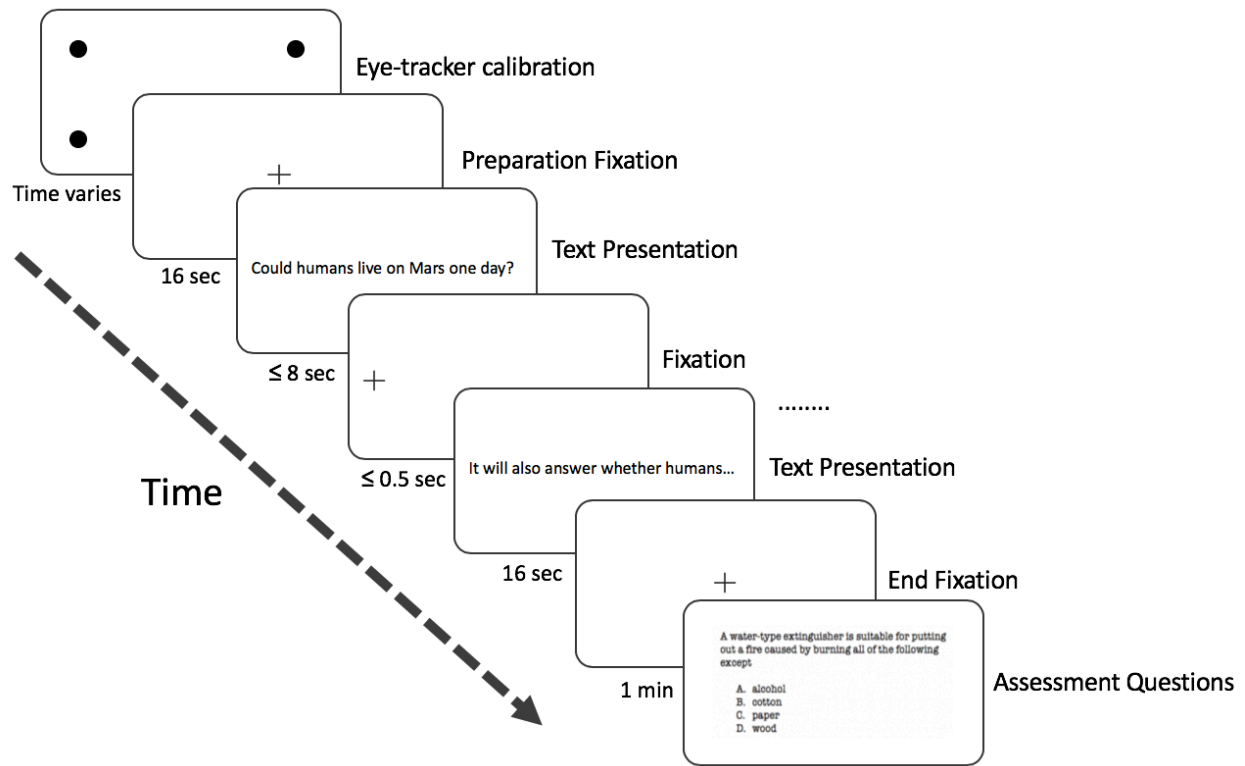 Eye-tracker calibration
Preparation Fixation
Time varies
Text Presentation
Could humans live on Mars one day?
16 sec
Fixation
≤ 8 sec
........
It will also answer whether humans...
Text Presentation
≤ 0.5 sec
Time
16 sec
End Fixation
A water-type extinguisher is suitable for putting
out a fire caused by burning all of the following
except
A. alcohol
B. cotton
C. paper
D. wood
1 min
Assessment Questions